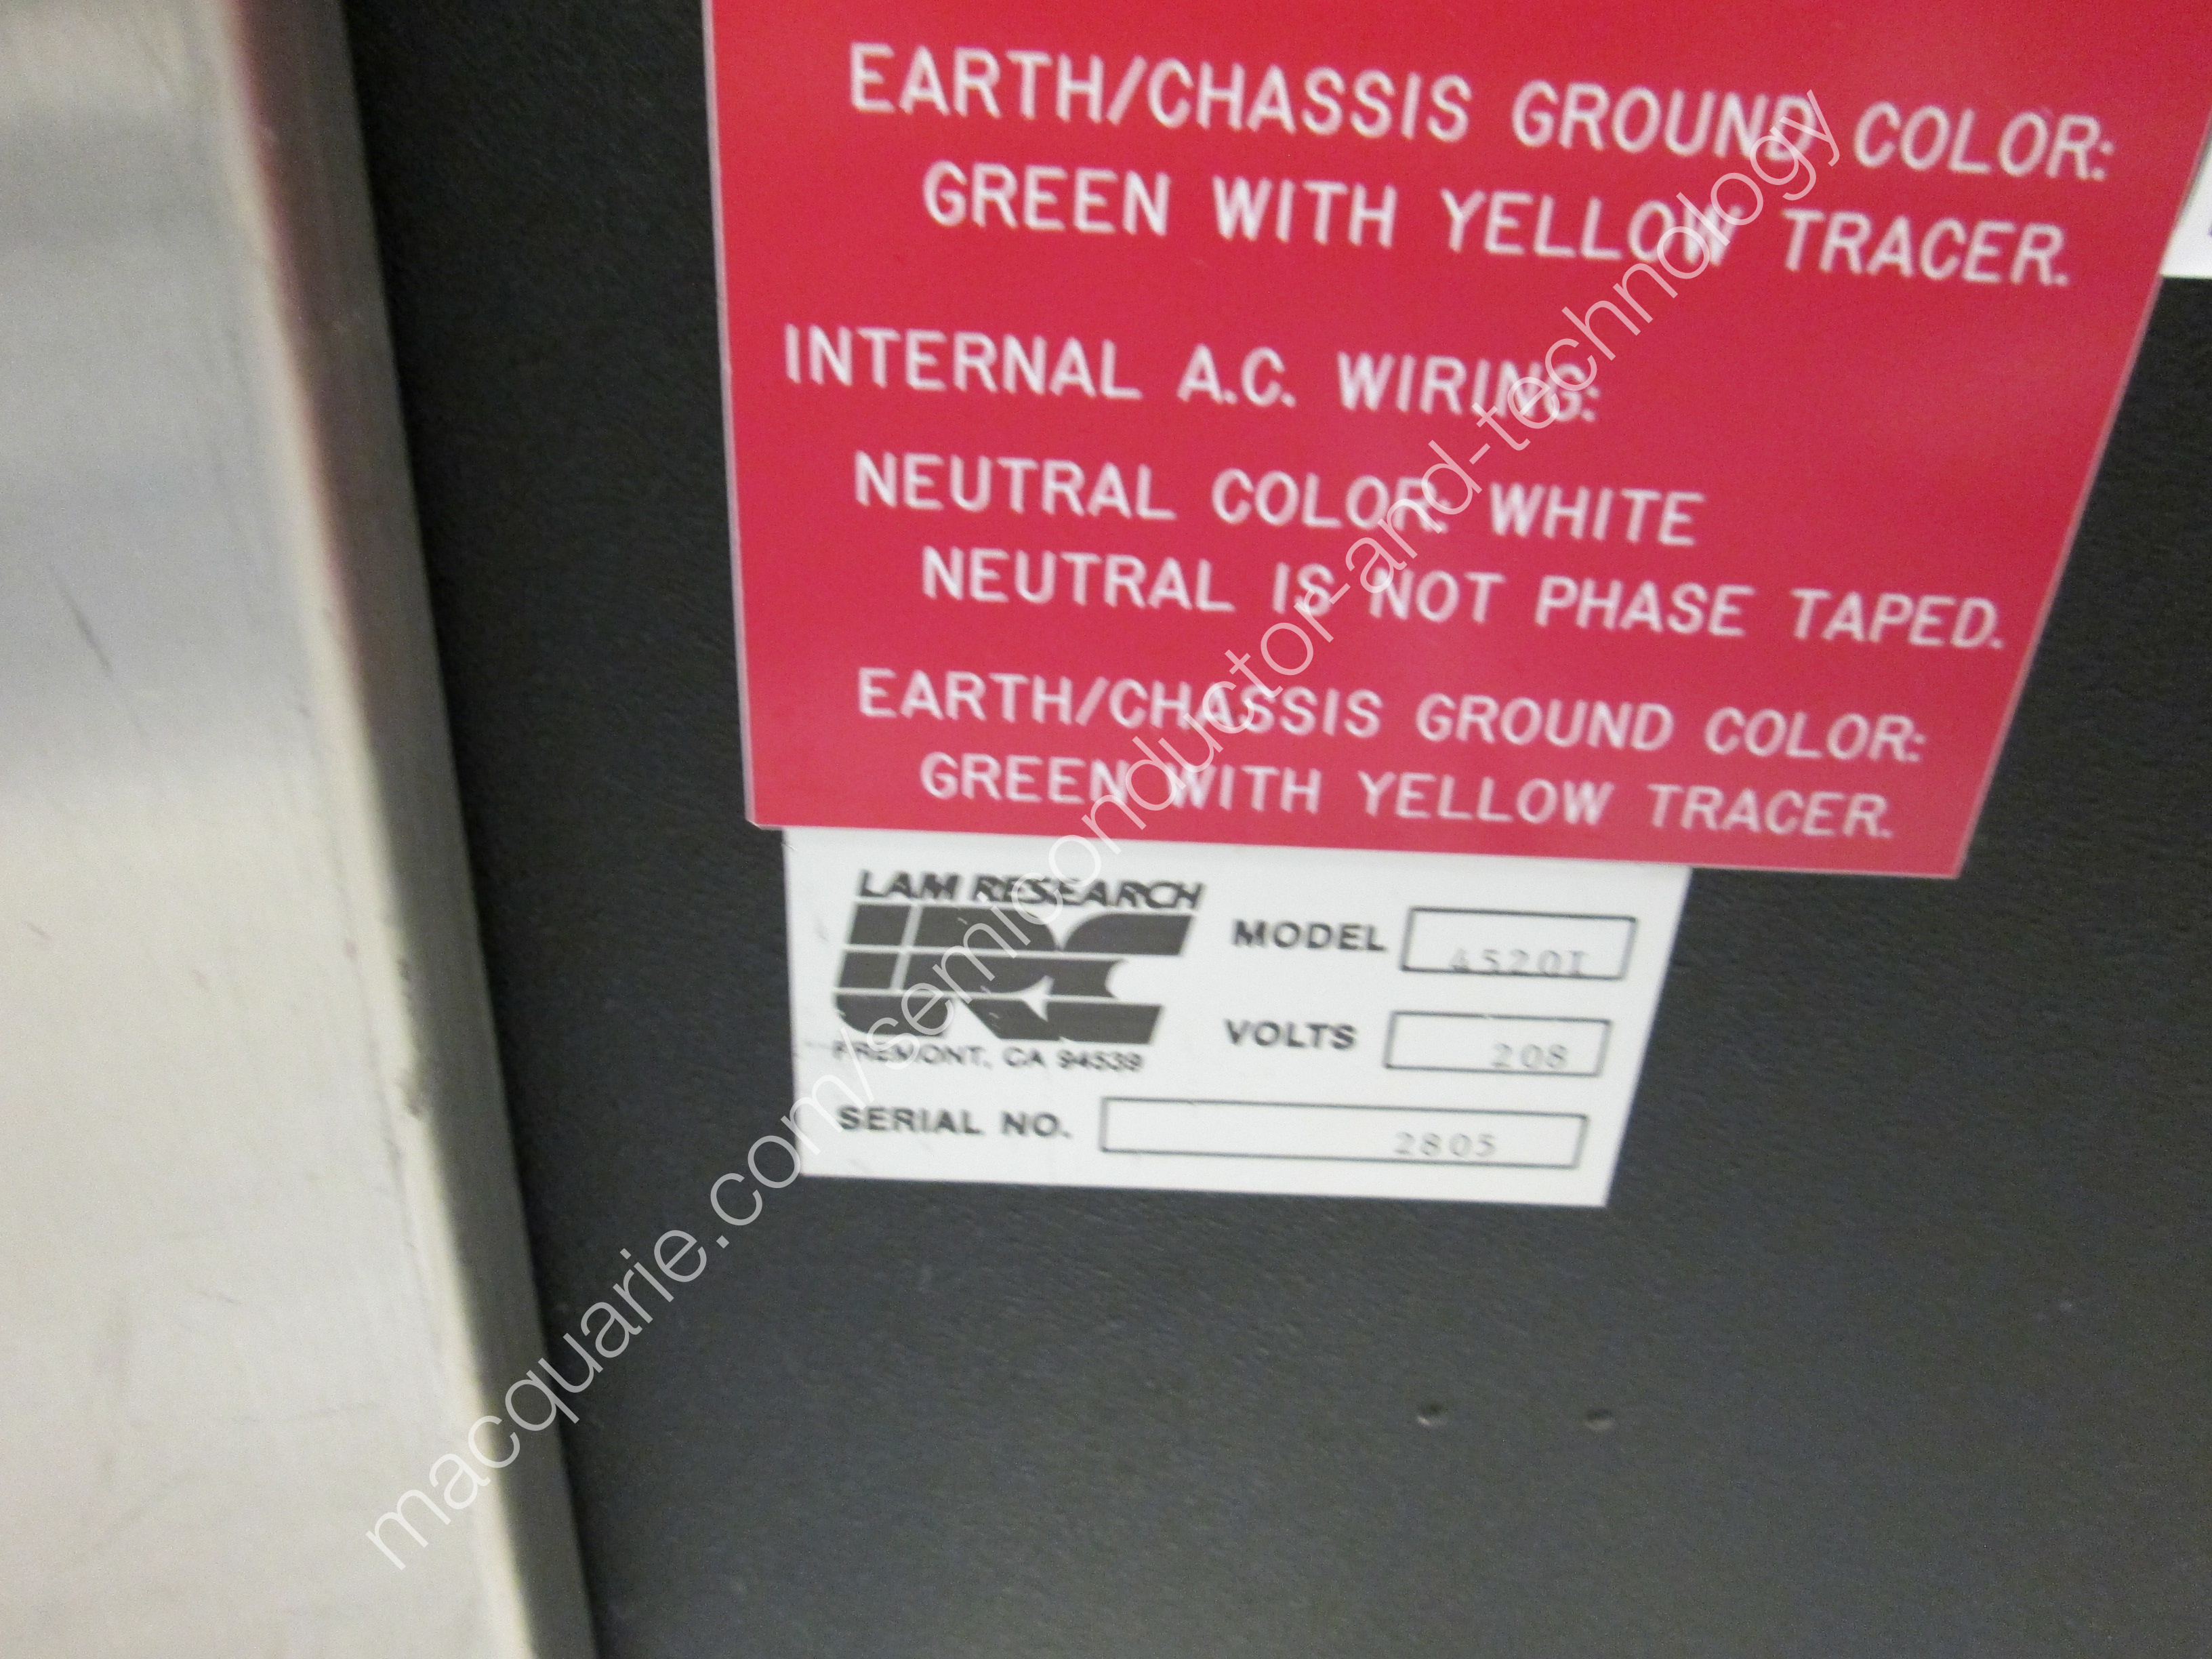 EARTH/CHASSIS GROUND COLOR:
GREEN WITH YELLOW TRACER.
INTERNAL A.C. WIRING:
NEUTRAL COLOR: WHITE
NEUTRAL IS NOT PHASE TAPED.
EARTH/CHASSIS GROUND COLOR:
GREEN WITH YELLOW TRACER.
LAM RESEARCH
FREMONT, CA 94539
MODEL 4520I
VOLTS 208
SERIAL NO. 2805
macquarie.com/semiconductor-and-technology